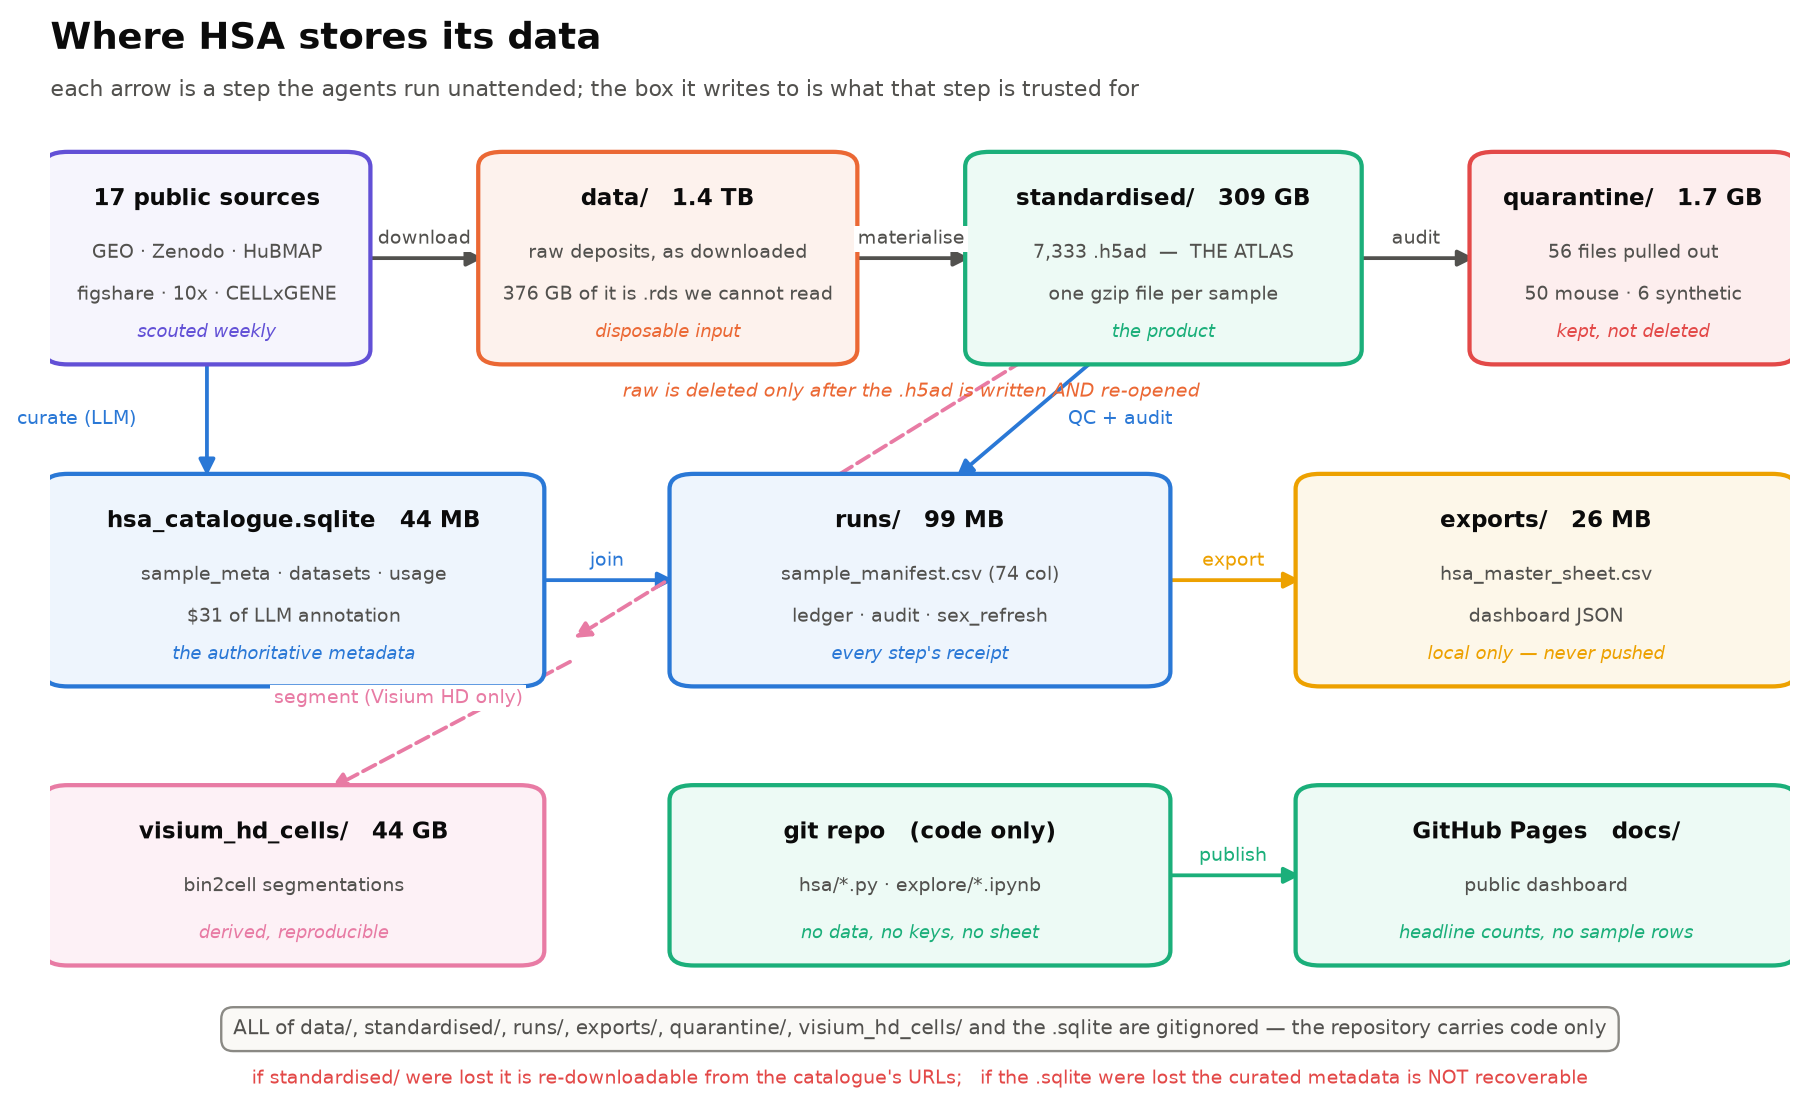 Where HSA stores its data
each arrow is a step the agents run unattended; the box it writes to is what that step is trusted for
17 public sources
GEO · Zenodo · HuBMAP
figshare · 10x · CELLxGENE
scouted weekly
download
data/ 1.4 TB
raw deposits, as downloaded
376 GB of it is .rds we cannot read
disposable input
materialise
standardised/ 309 GB
7,333 .h5ad — THE ATLAS
one gzip file per sample
the product
audit
quarantine/ 1.7 GB
56 files pulled out
50 mouse · 6 synthetic
kept, not deleted
raw is deleted only after the .h5ad is written AND re-opened
curate (LLM)
QC + audit
hsa_catalogue.sqlite 44 MB
sample_meta · datasets · usage
$31 of LLM annotation
the authoritative metadata
join
runs/ 99 MB
sample_manifest.csv (74 col)
ledger · audit · sex_refresh
every step's receipt
export
exports/ 26 MB
hsa_master_sheet.csv
dashboard JSON
local only — never pushed
segment (Visium HD only)
visium_hd_cells/ 44 GB
bin2cell segmentations
derived, reproducible
git repo (code only)
hsa/*.py · explore/*.ipynb
no data, no keys, no sheet
publish
GitHub Pages docs/
public dashboard
headline counts, no sample rows
ALL of data/, standardised/, runs/, exports/, quarantine/, visium_hd_cells/ and the .sqlite are gitignored — the repository carries code only
if standardised/ were lost it is re-downloadable from the catalogue's URLs; if the .sqlite were lost the curated metadata is NOT recoverable